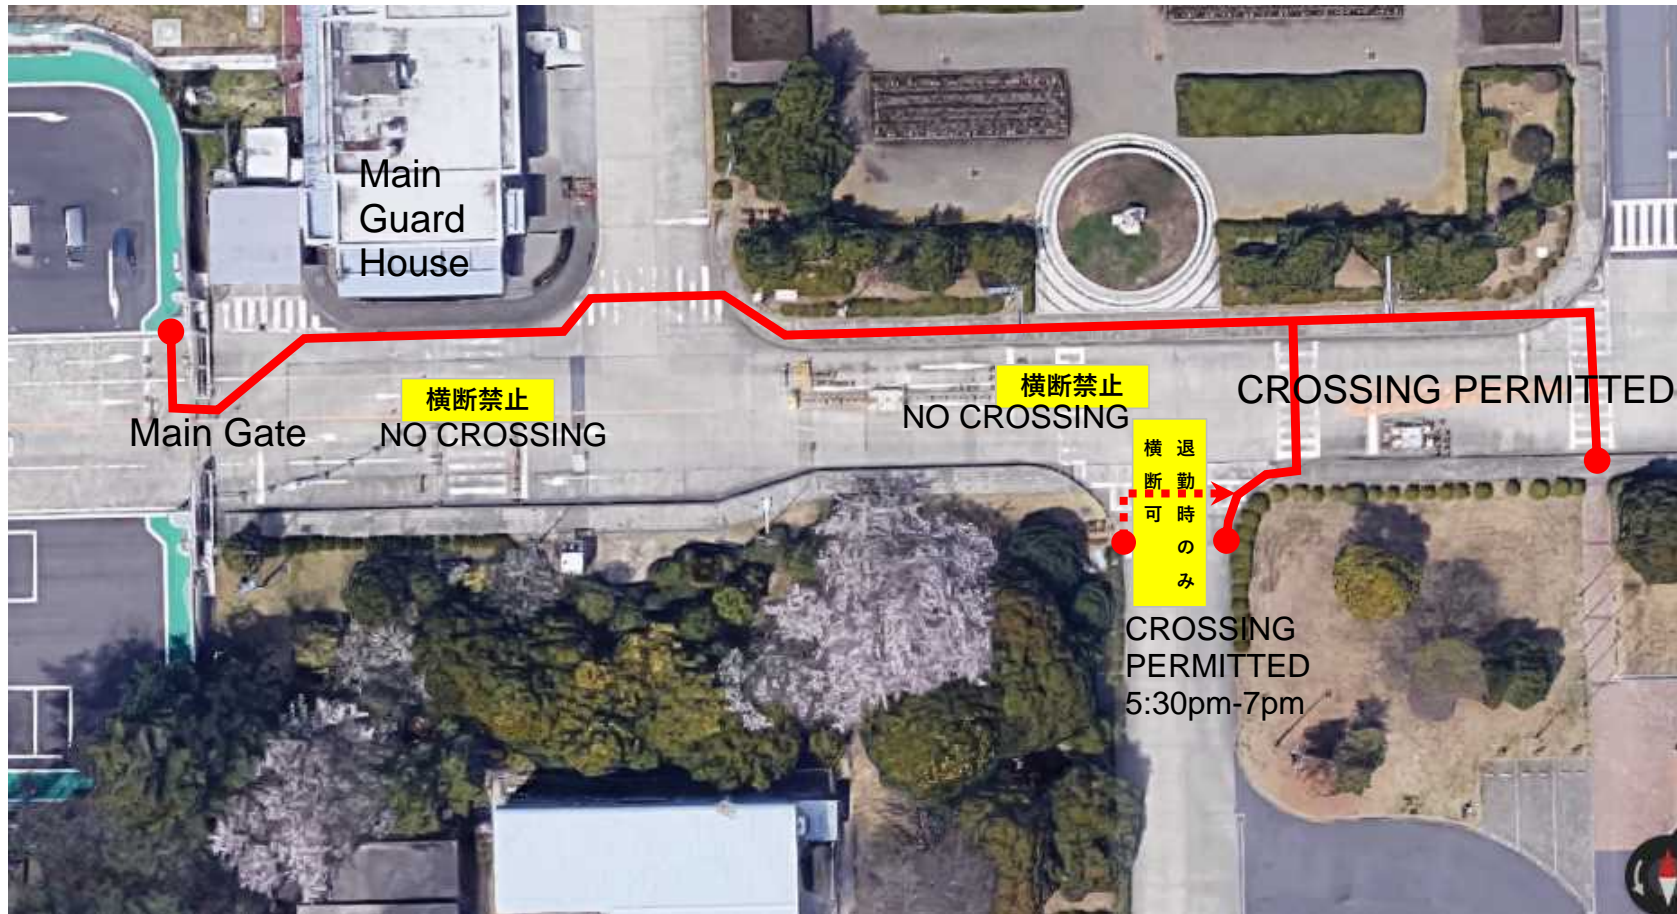 Main
Guard
House
横断禁止
NO CROSSING
横断禁止
NO CROSSING
CROSSING PERMITTED
Main Gate
退勤時のみ
横断可
CROSSING
PERMITTED
5:30pm-7pm